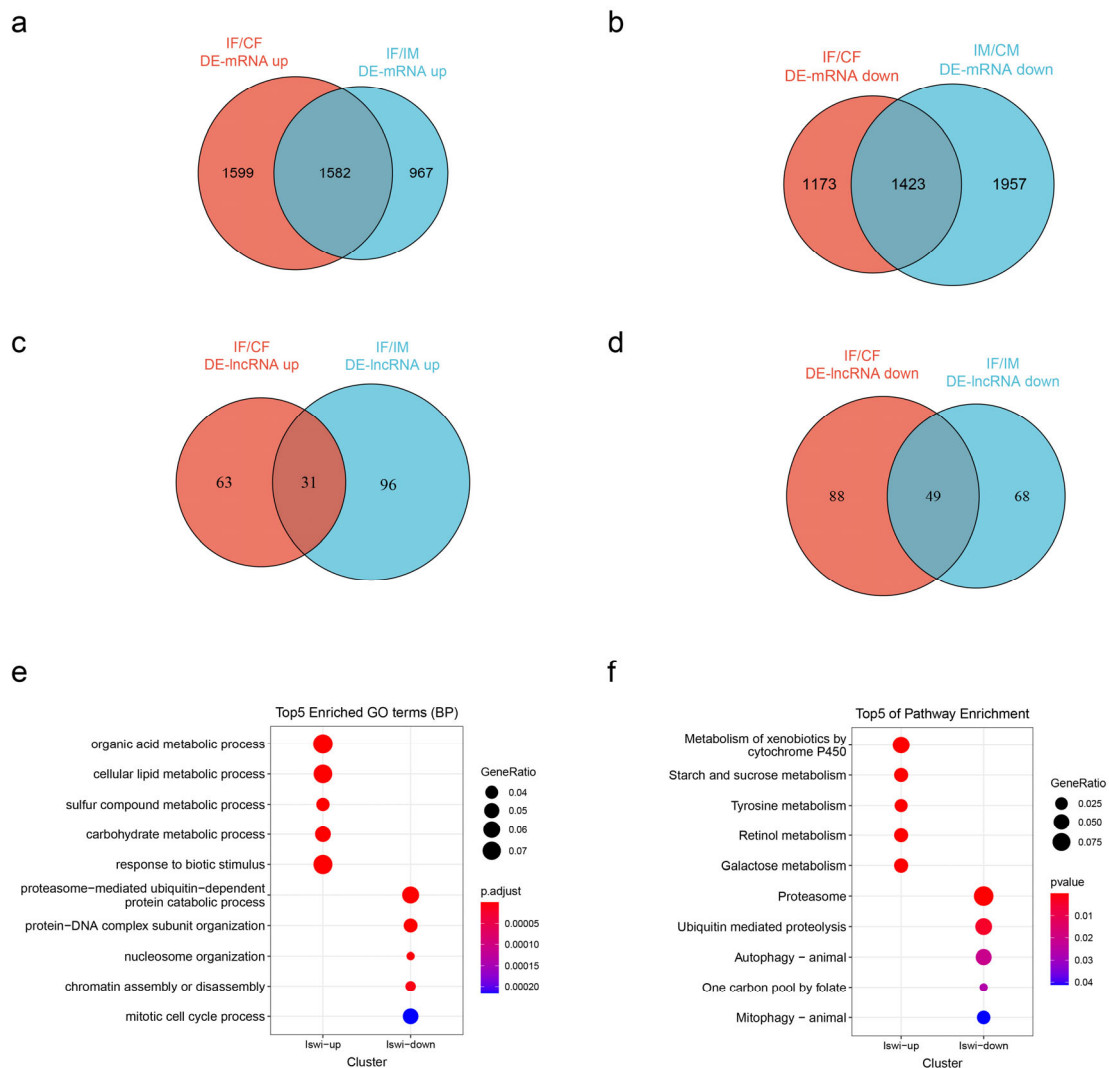 a
IF/CF
DE-mRNA up
IF/IM
DE-mRNA up
1599
1582
967
b
IF/CF
DE-mRNA down
IM/CM
DE-mRNA down
1173
1423
1957
c
IF/CF
DE-lncRNA up
IF/IM
DE-lncRNA up
63
31
96
d
IF/CF
DE-lncRNA down
IF/IM
DE-lncRNA down
88
49
68
e
Top5 Enriched GO terms (BP)
organic acid metabolic process
cellular lipid metabolic process
sulfur compound metabolic process
carbohydrate metabolic process
response to biotic stimulus
proteasome−mediated ubiquitin−dependent
protein catabolic process
protein−DNA complex subunit organization
nucleosome organization
chromatin assembly or disassembly
mitotic cell cycle process
Iswi−up
Iswi−down
Cluster
GeneRatio
0.04
0.05
0.06
0.07
p.adjust
0.00005
0.00010
0.00015
0.00020
f
Top5 of Pathway Enrichment
Metabolism of xenobiotics by
cytochrome P450
Starch and sucrose metabolism
Tyrosine metabolism
Retinol metabolism
Galactose metabolism
Proteasome
Ubiquitin mediated proteolysis
Autophagy − animal
One carbon pool by folate
Mitophagy − animal
Iswi−up
Iswi−down
Cluster
GeneRatio
0.025
0.050
0.075
pvalue
0.01
0.02
0.03
0.04